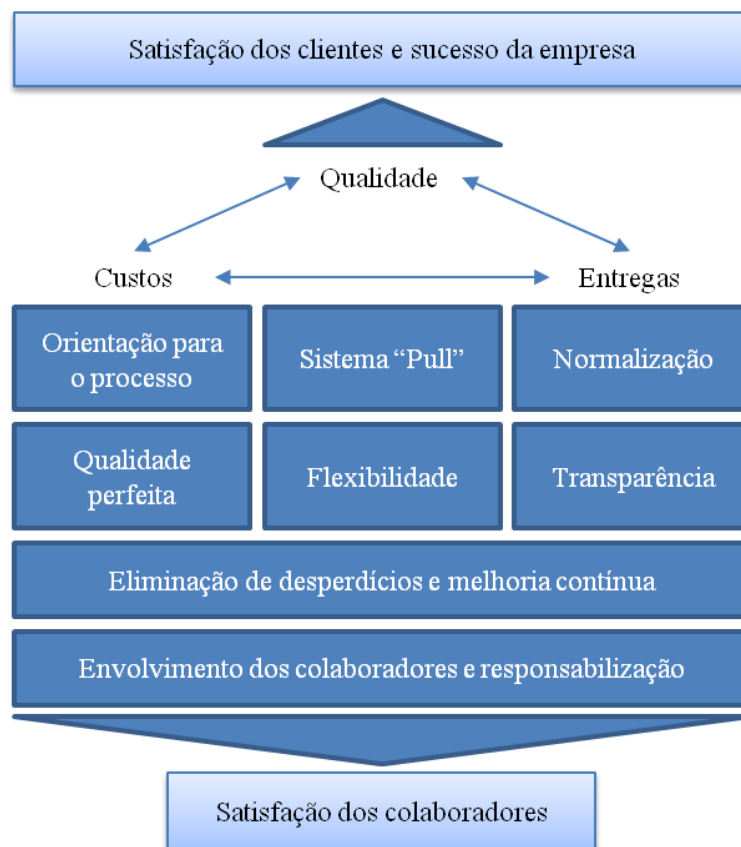 Satisfação dos clientes e sucesso da empresa
Qualidade
Custos
Entregas
Orientação para
o processo
Sistema “Pull”
Normalização
Qualidade
perfeita
Flexibilidade
Transparência
Eliminação de desperdícios e melhoria contínua
Envolvimento dos colaboradores e responsabilização
Satisfação dos colaboradores